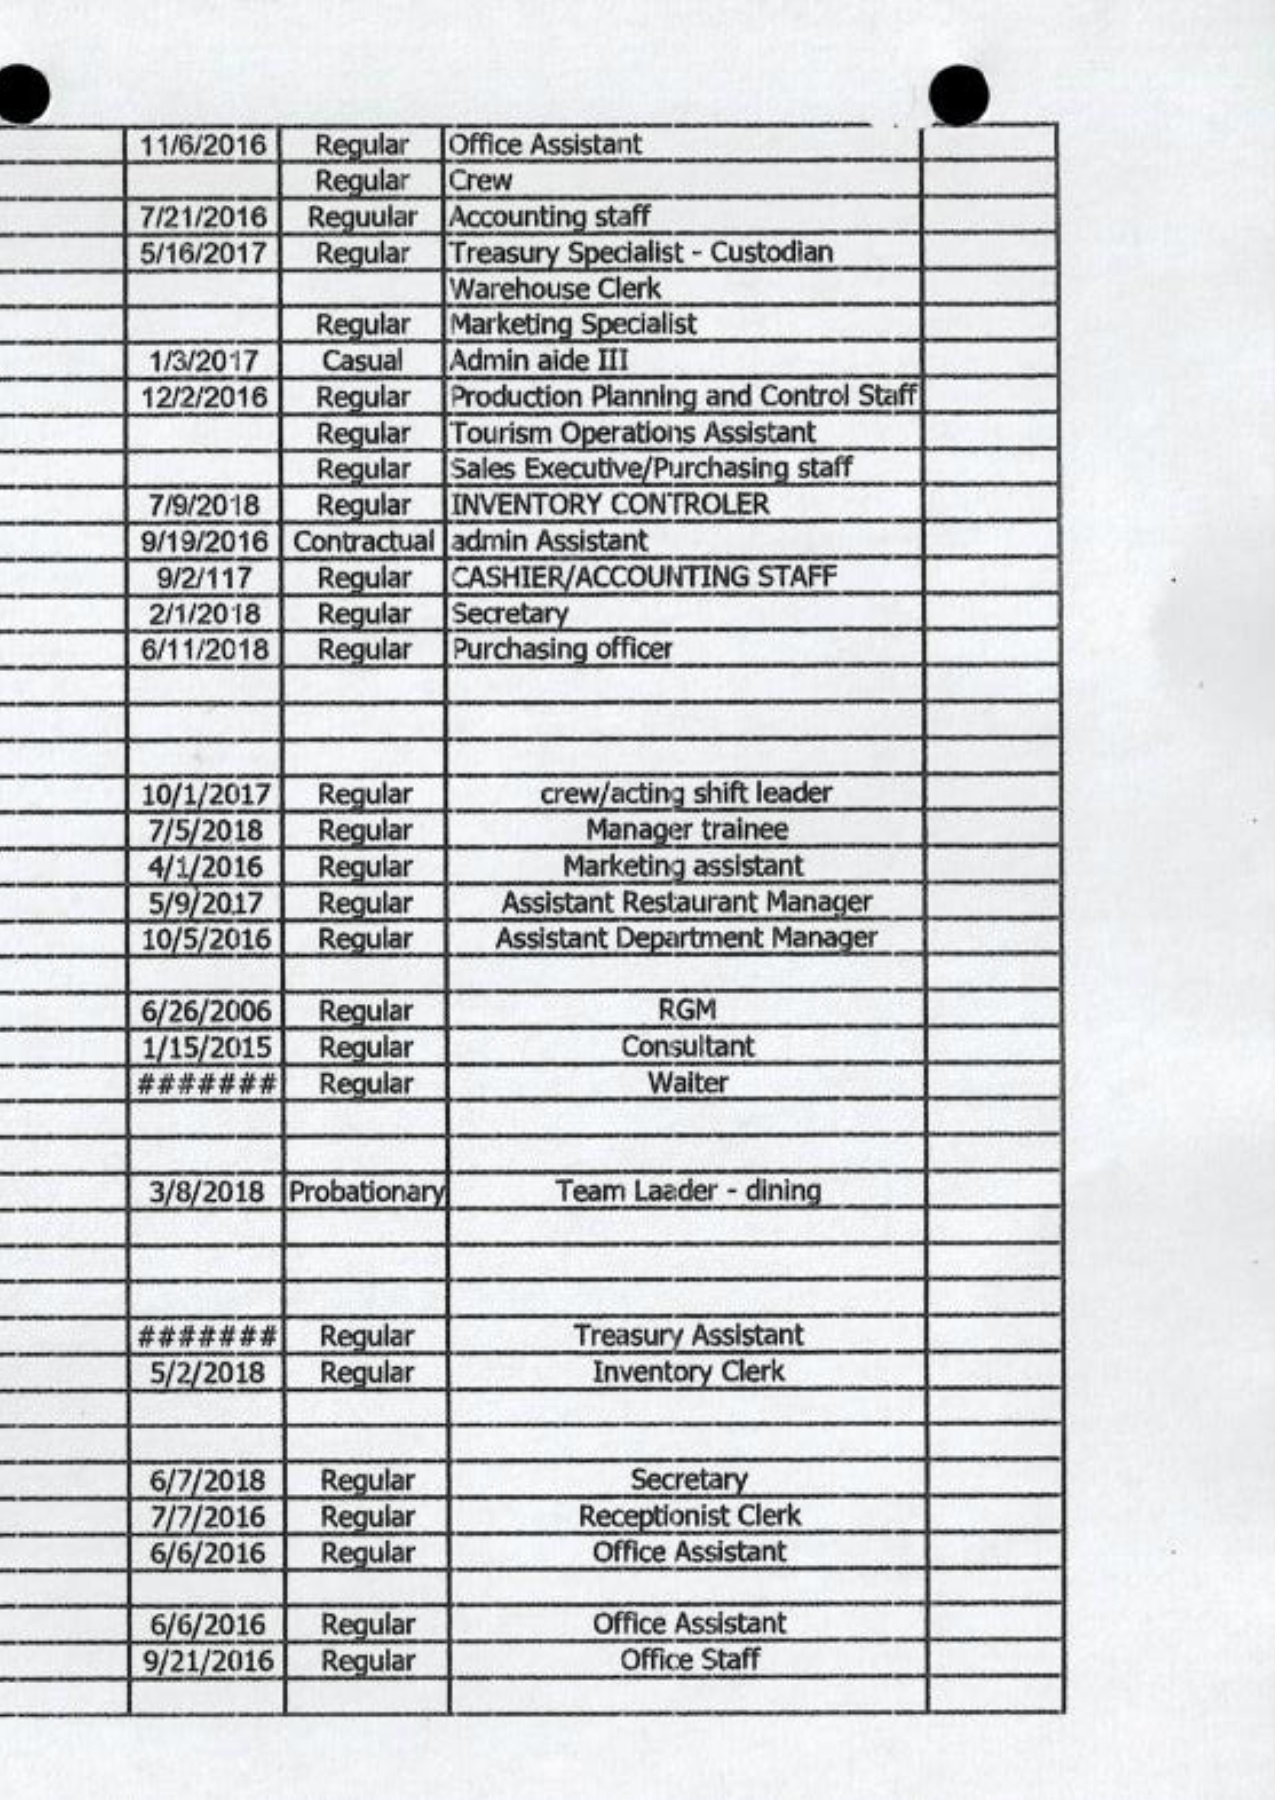 11/6/2016 Regular Office Assistant
Regular Crew
7/21/2016 Reguular Accounting staff
5/16/2017 Regular Treasury Specialist - Custodian
Warehouse Clerk
Regular Marketing Specialist
1/3/2017 Casual Admin aide III
12/2/2016 Regular Production Planning and Control Staff
Regular Tourism Operations Assistant
Regular Sales Executive/Purchasing staff
7/9/2018 Regular INVENTORY CONTROLER
9/19/2016 Contractual admin Assistant
9/2/117 Regular CASHIER/ACCOUNTING STAFF
2/1/2018 Regular Secretary
6/11/2018 Regular Purchasing officer
10/1/2017 Regular crew/acting shift leader
7/5/2018 Regular Manager trainee
4/1/2016 Regular Marketing assistant
5/9/2017 Regular Assistant Restaurant Manager
10/5/2016 Regular Assistant Department Manager
6/26/2006 Regular RGM
1/15/2015 Regular Consultant
####### Regular Waiter
3/8/2018 Probationary Team Laader - dining
####### Regular Treasury Assistant
5/2/2018 Regular Inventory Clerk
6/7/2018 Regular Secretary
7/7/2016 Regular Receptionist Clerk
6/6/2016 Regular Office Assistant
6/6/2016 Regular Office Assistant
9/21/2016 Regular Office Staff